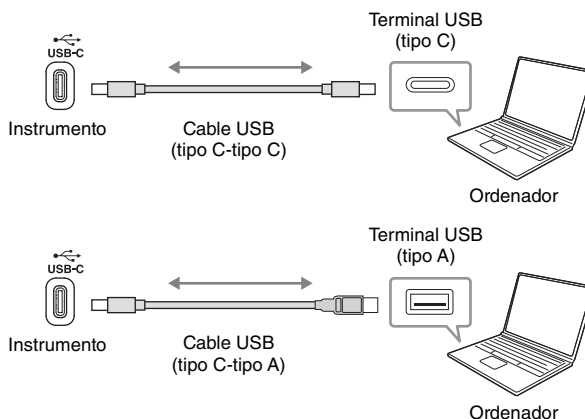 Terminal USB
(tipo C)
USB-C
Instrumento
Cable USB
(tipo C-tipo C)
Ordenador
Terminal USB
(tipo A)
USB-C
Instrumento
Cable USB
(tipo C-tipo A)
Ordenador